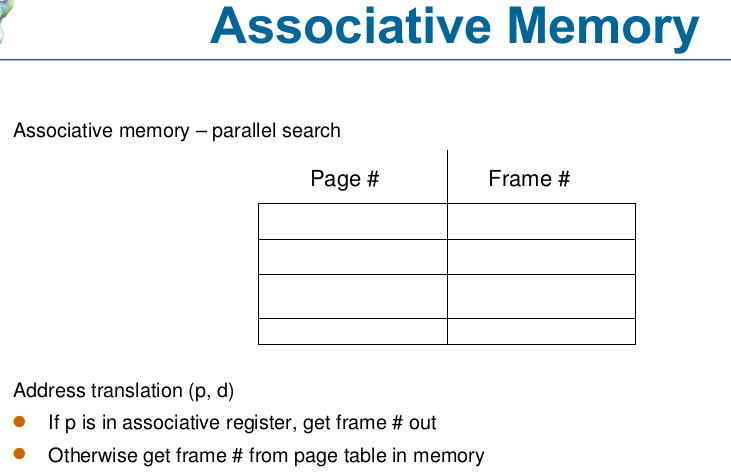 Associative Memory
Associative memory – parallel search
Page # Frame #
Address translation (p, d)
If p is in associative register, get frame # out
Otherwise get frame # from page table in memory